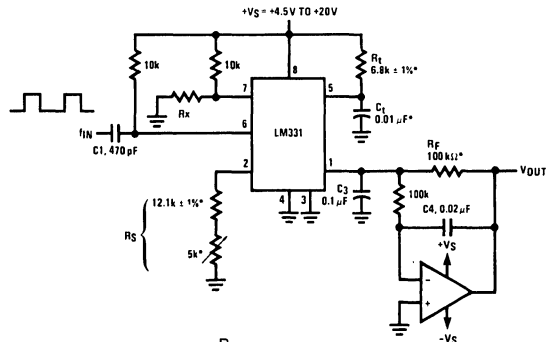 +VS = +4.5V TO +20V
10k
10k
Rt
6.8k ± 1%*
8
7
5
Rx
Ct
0.01 µF*
LM331
fIN
6
C1, 470 pF
RF
100 kΩ*
2
1
VOUT
12.1k ± 1%*
4
3
C3
0.1 µF
100k
C4, 0.02 µF
RS
+VS
5k*
-
+
-VS